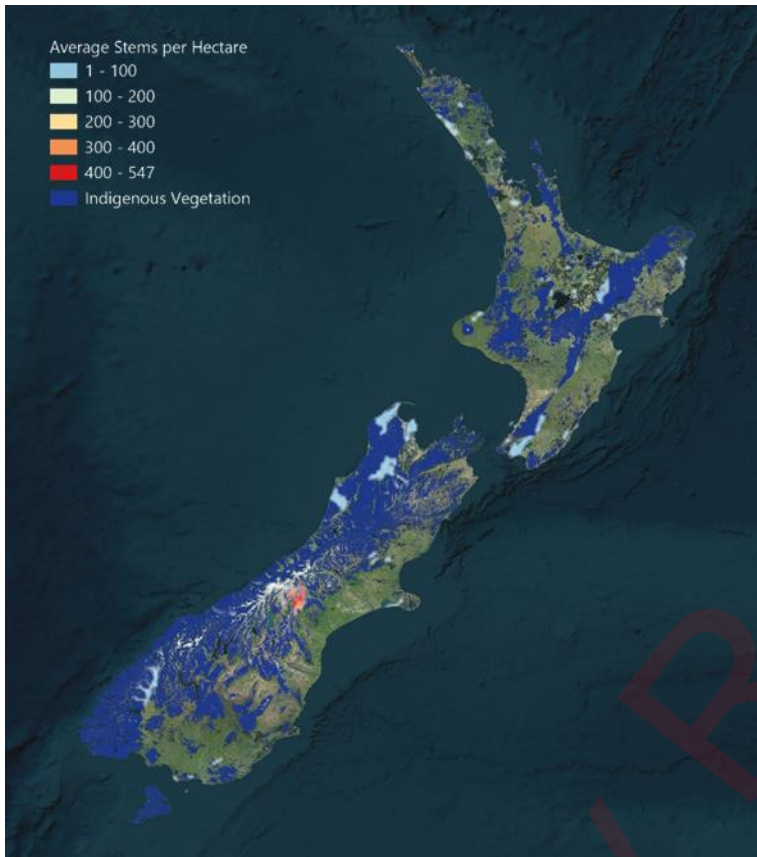 Average Stems per Hectare
1 - 100
100 - 200
200 - 300
300 - 400
400 - 547
Indigenous Vegetation